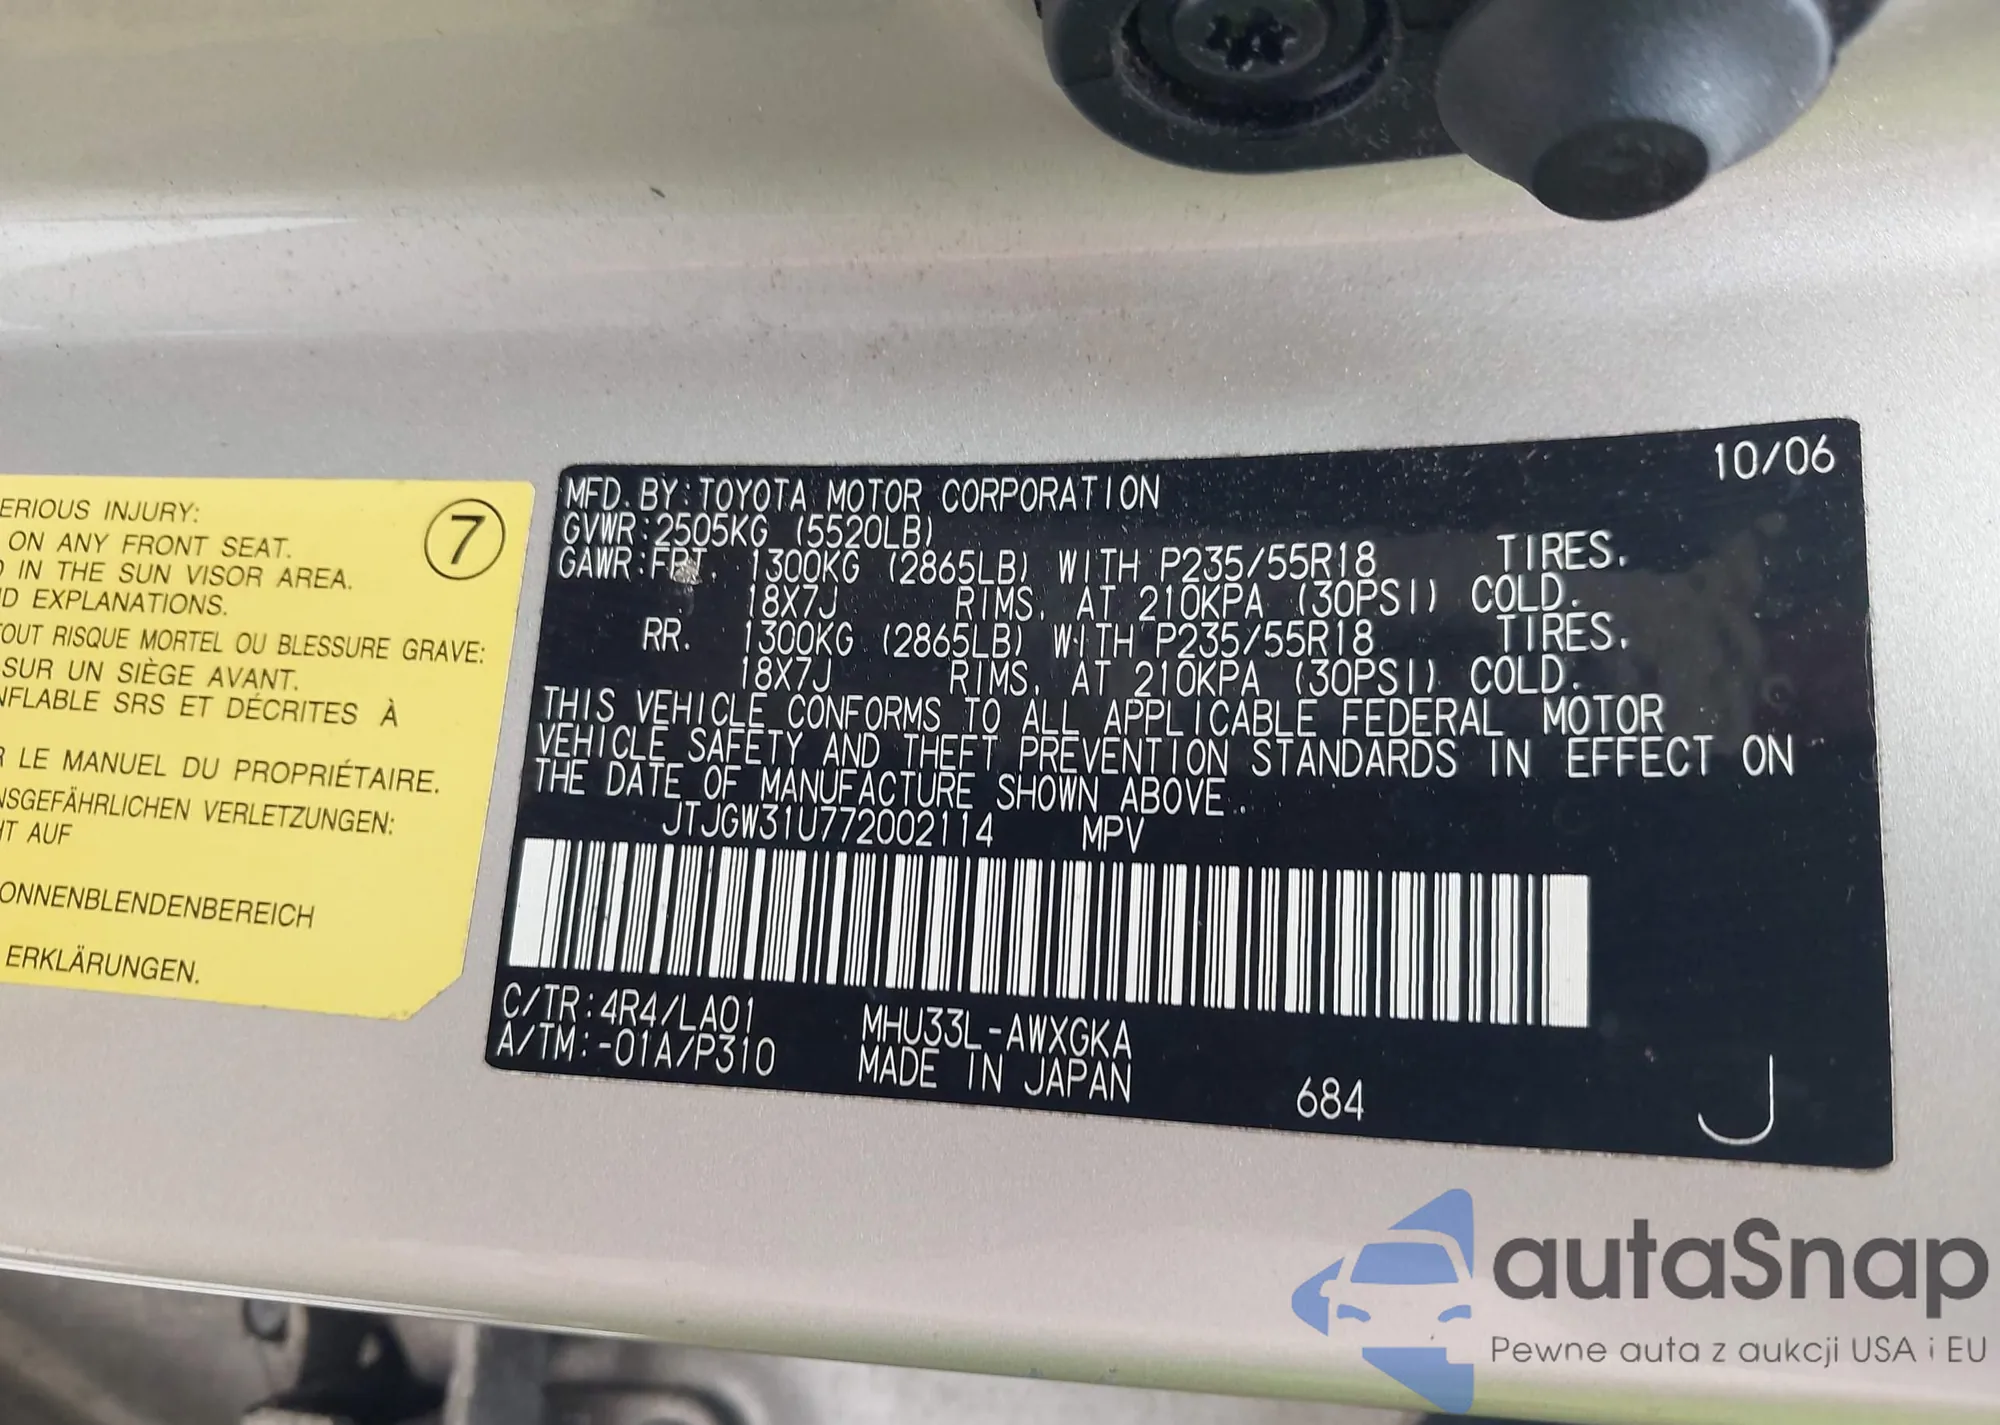 ERIOUS INJURY:
ON ANY FRONT SEAT.
IN THE SUN VISOR AREA.
D EXPLANATIONS.
TOUT RISQUE MORTEL OU BLESSURE GRAVE:
SUR UN SIÈGE AVANT.
NFLABLE SRS ET DÉCRITES À
R LE MANUEL DU PROPRIÉTAIRE.
NSGEFÄHRLICHEN VERLETZUNGEN:
HT AUF
ONNENBLENDENBEREICH
ERKLÄRUNGEN.
7
10/06
MFD. BY: TOYOTA MOTOR CORPORATION
GVWR: 2505KG (5520LB)
GAWR: FRT. 1300KG (2865LB) WITH P235/55R18 TIRES.
18X7J RIMS. AT 210KPA (30PSI) COLD.
RR. 1300KG (2865LB) WITH P235/55R18 TIRES.
18X7J RIMS. AT 210KPA (30PSI) COLD.
THIS VEHICLE CONFORMS TO ALL APPLICABLE FEDERAL MOTOR
VEHICLE SAFETY AND THEFT PREVENTION STANDARDS IN EFFECT ON
THE DATE OF MANUFACTURE SHOWN ABOVE.
JTJGW31U772002114 MPV
C/TR: 4R4/LA01 MHU33L-AWXGKA
A/TM: -01A/P310 MADE IN JAPAN
684 J
autaSnap
Pewne auta z aukcji USA i EU